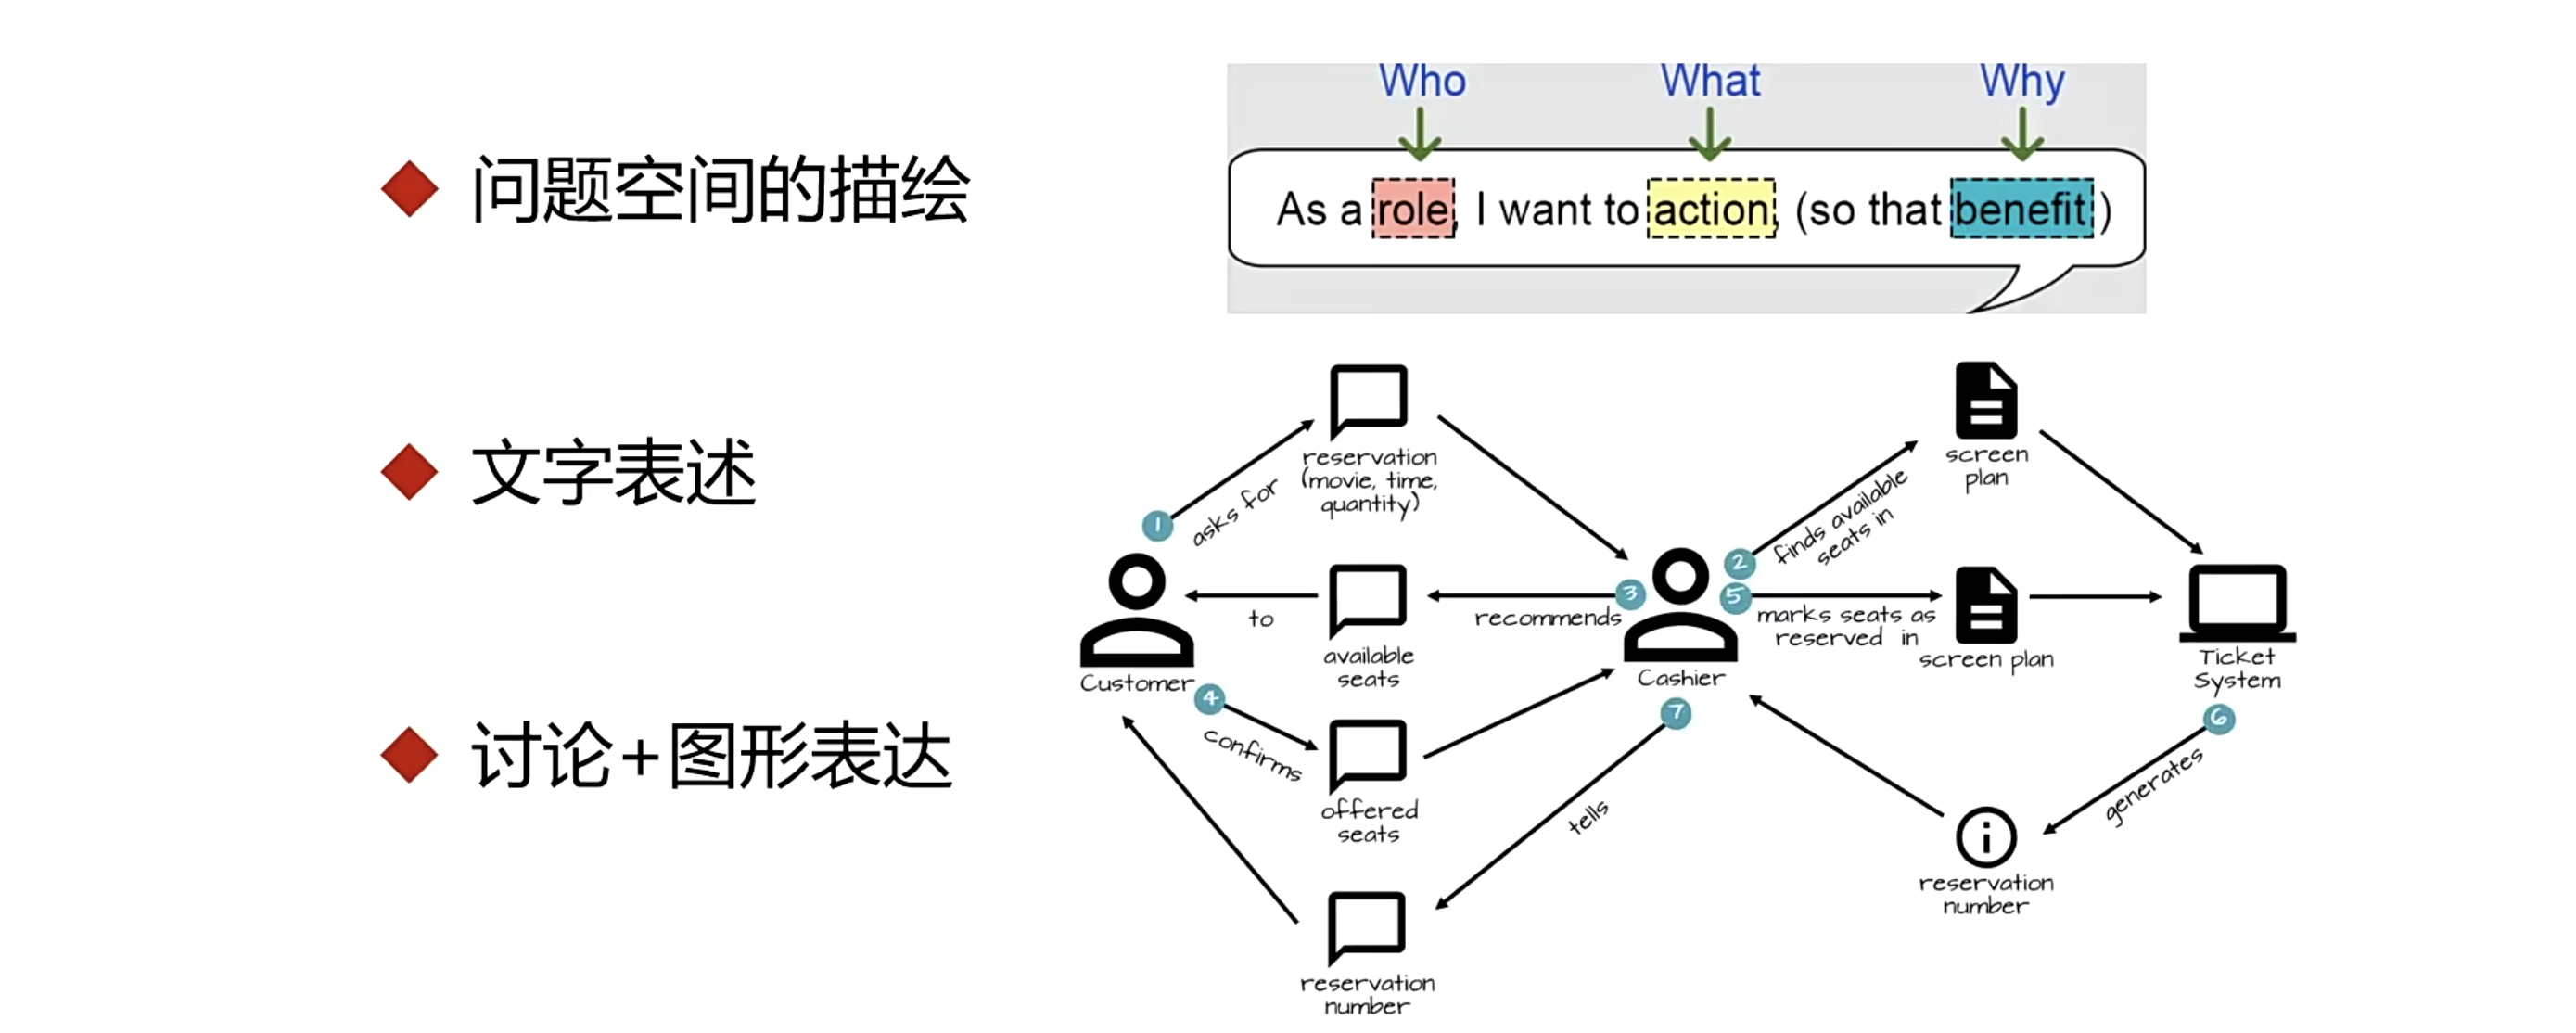 Who What Why
As a role, I want to action, (so that benefit)
问题空间的描绘
文字表述
讨论+图形表达
1
asks for
reservation
(movie, time,
quantity)
2
finds available
seats in
screen
plan
3
recommends
available
seats
to
Customer
Cashier
4
confirms
offered
seats
5
marks seats as
reserved in
screen plan
Ticket
System
6
generates
reservation
number
7
tells
reservation
number